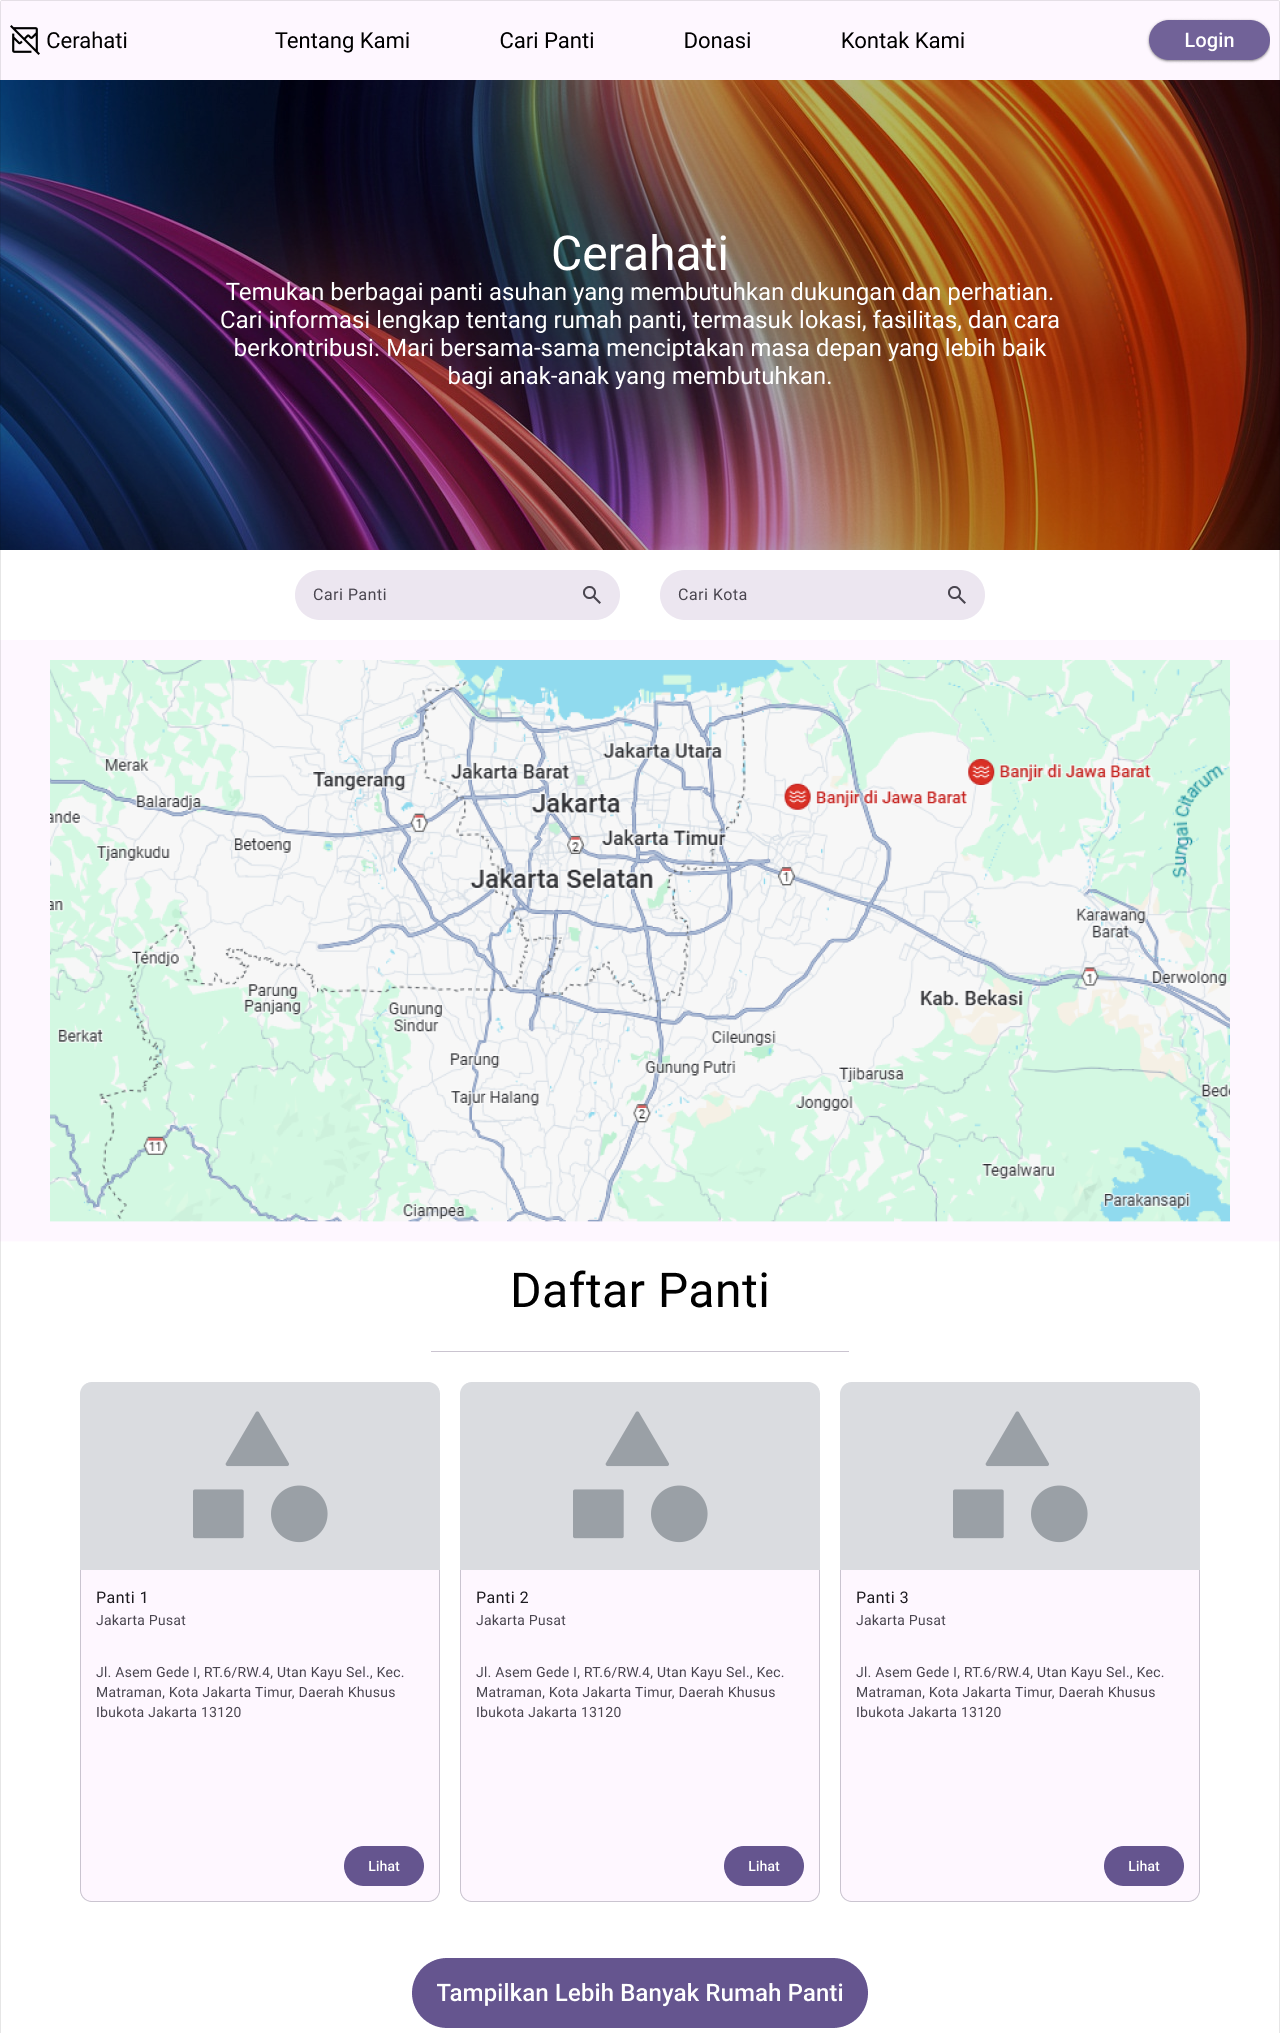 Cerahati
Tentang Kami
Cari Panti
Donasi
Kontak Kami
Login
Cerahati
Temukan berbagai panti asuhan yang membutuhkan dukungan dan perhatian.
Cari informasi lengkap tentang rumah panti, termasuk lokasi, fasilitas, dan cara
berkontribusi. Mari bersama-sama menciptakan masa depan yang lebih baik
bagi anak-anak yang membutuhkan.
Cari Panti
Cari Kota
Jakarta Utara
Merak
Tangerang
Jakarta Barat
Banjir di Jawa Barat
Sungai Citarum
Balaradja
Jakarta
Banjir di Jawa Barat
ande
1
Betoeng
2
Jakarta Timur
Tjangkudu
Jakarta Selatan
1
an
Karawang
Barat
Tendjo
1
Derwolong
Parung
Panjang
Kab. Bekasi
Gunung
Sindur
Berkat
Cileungsi
Parung
Gunung Putri
Tjibarusa
Tajur Halang
Jonggol
Bede
2
11
Tegalwaru
Parakansapi
Ciampea
Daftar Panti
Panti 1
Jakarta Pusat
Jl. Asem Gede I, RT.6/RW.4, Utan Kayu Sel., Kec.
Matraman, Kota Jakarta Timur, Daerah Khusus
Ibukota Jakarta 13120
Lihat
Panti 2
Jakarta Pusat
Jl. Asem Gede I, RT.6/RW.4, Utan Kayu Sel., Kec.
Matraman, Kota Jakarta Timur, Daerah Khusus
Ibukota Jakarta 13120
Lihat
Panti 3
Jakarta Pusat
Jl. Asem Gede I, RT.6/RW.4, Utan Kayu Sel., Kec.
Matraman, Kota Jakarta Timur, Daerah Khusus
Ibukota Jakarta 13120
Lihat
Tampilkan Lebih Banyak Rumah Panti